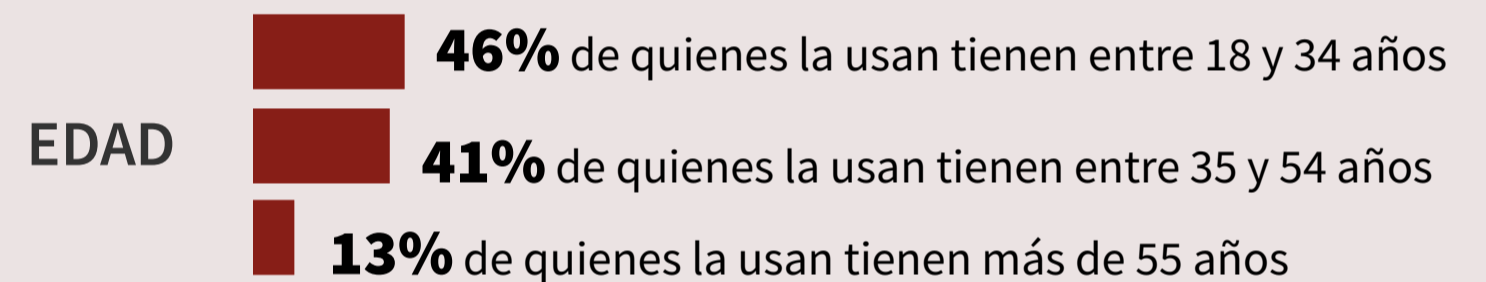 46% de quienes la usan tienen entre 18 y 34 años
EDAD
41% de quienes la usan tienen entre 35 y 54 años
13% de quienes la usan tienen más de 55 años